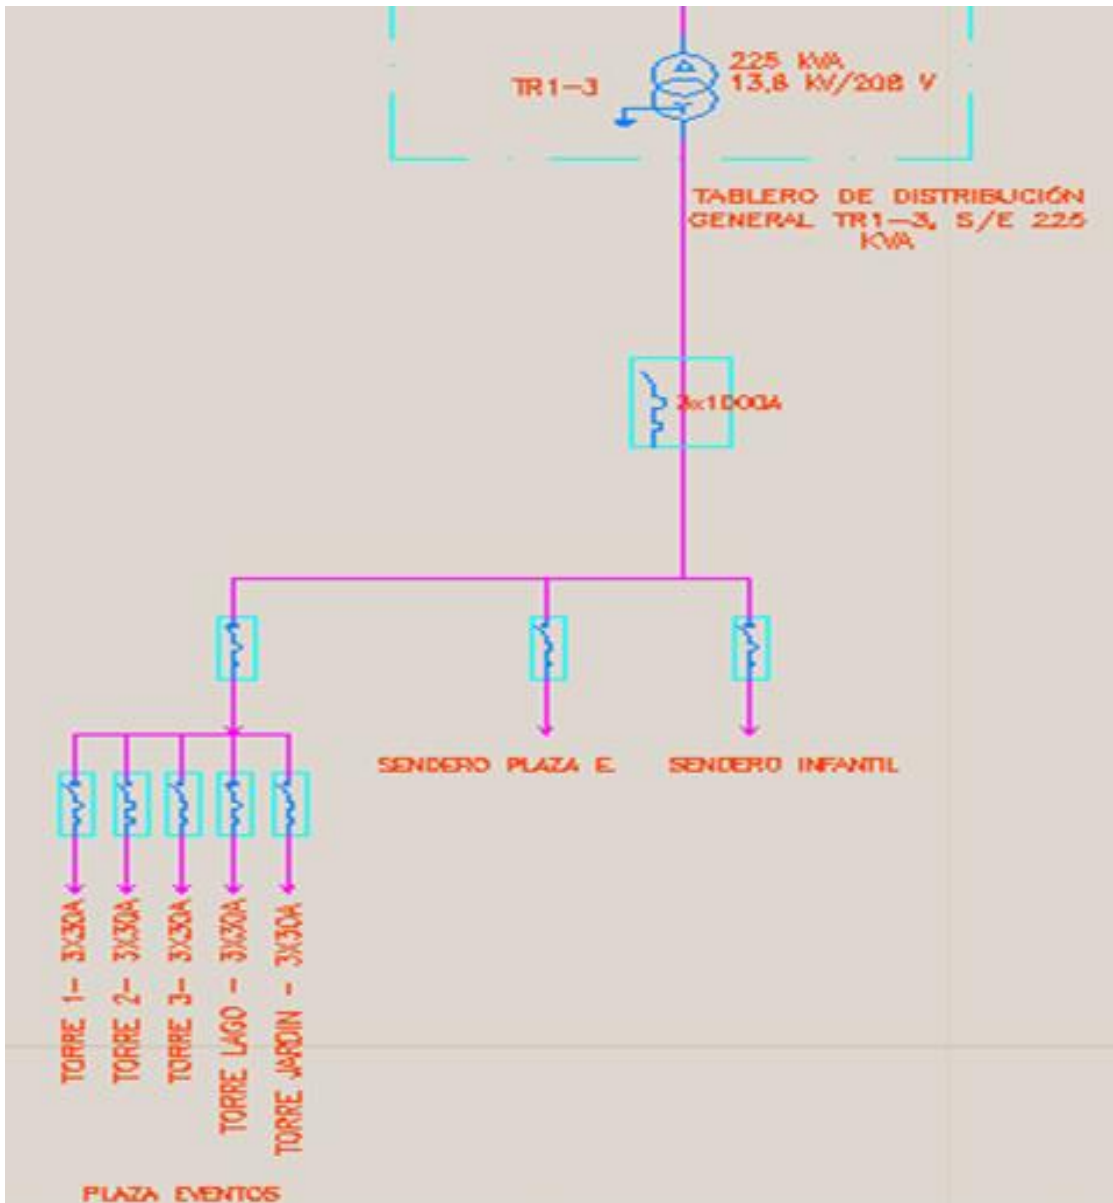 225 KVA
13,8 KV/208 V
TR1-3
TABLERO DE DISTRIBUCIÓN
GENERAL TR1-3, S/E 225
KVA
3x1000A
SENDERO PLAZA E.
SENDERO INFANTIL
TORRE 1- 3X30A
TORRE 2- 3X30A
TORRE 3- 3X30A
TORRE LAGO - 3X30A
TORRE JARDIN - 3X30A
PLAZA EVENTOS